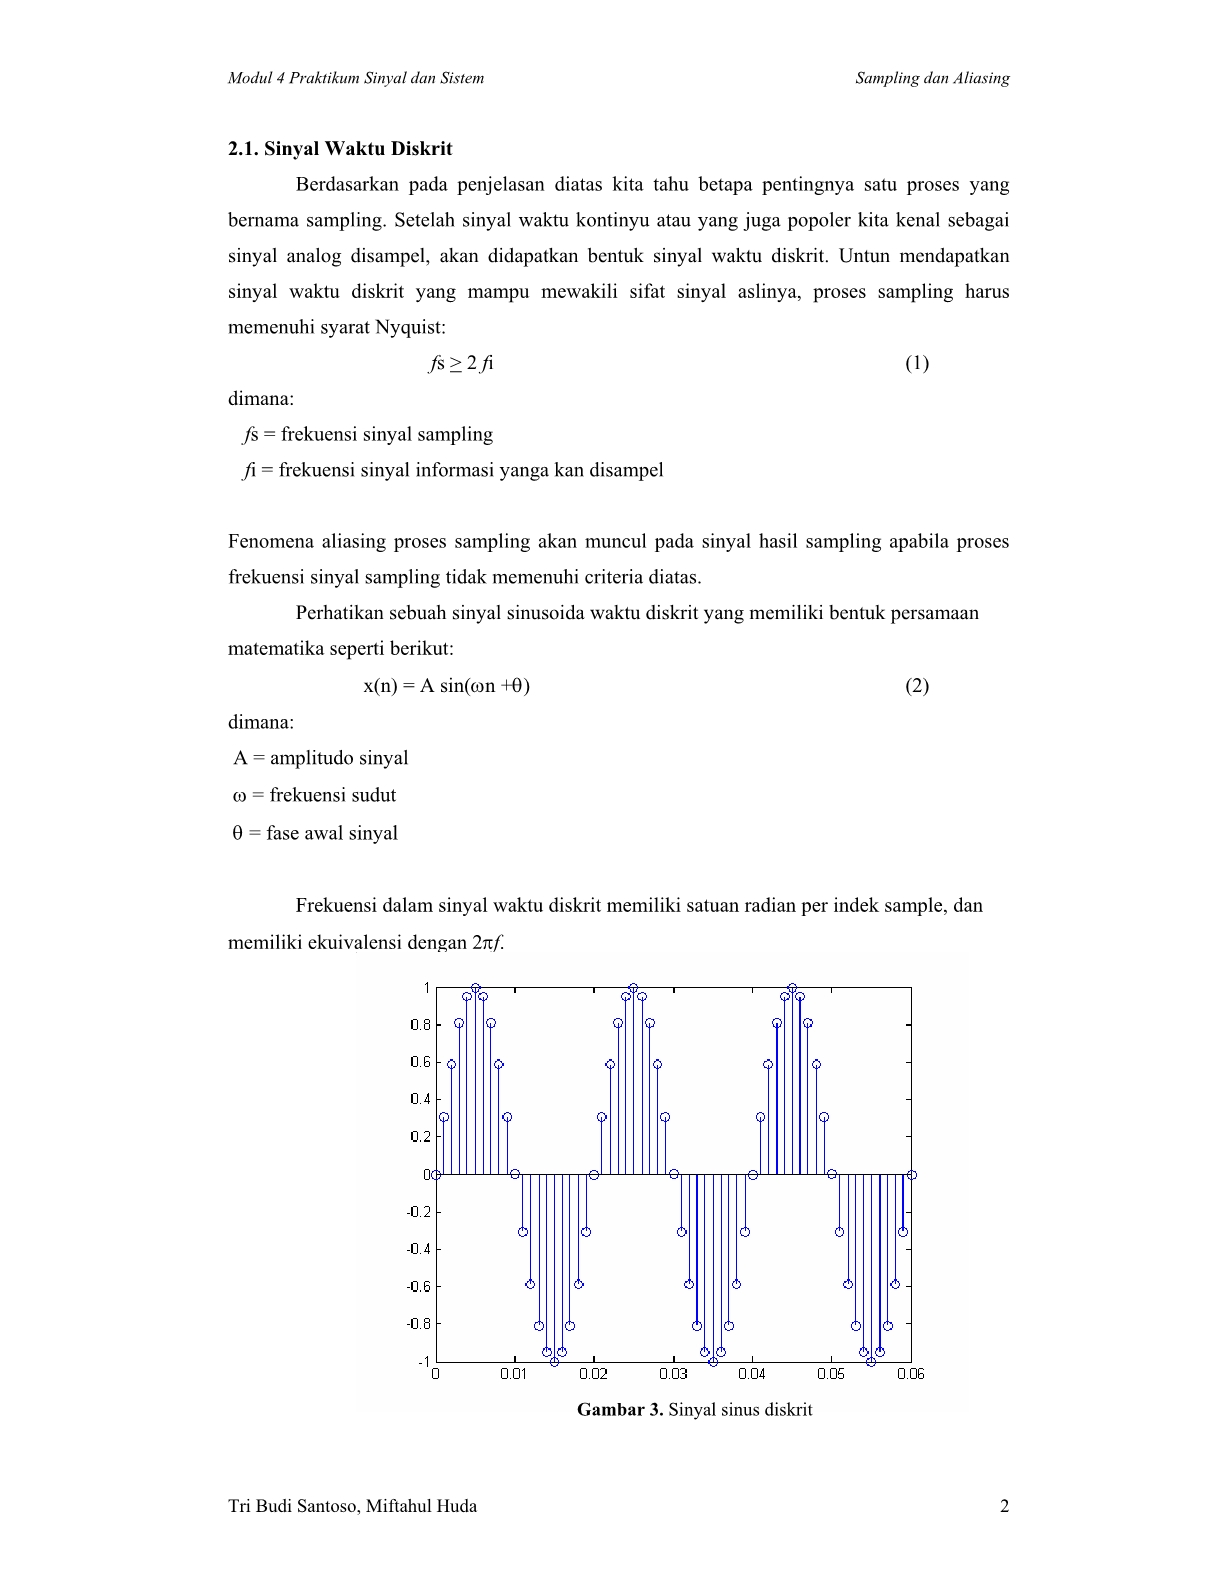 Modul 4 Praktikum Sinyal dan Sistem Sampling dan Aliasing
2.1. Sinyal Waktu Diskrit
Berdasarkan pada penjelasan diatas kita tahu betapa pentingnya satu proses yang
bernama sampling. Setelah sinyal waktu kontinyu atau yang juga popoler kita kenal sebagai
sinyal analog disampel, akan didapatkan bentuk sinyal waktu diskrit. Untun mendapatkan
sinyal waktu diskrit yang mampu mewakili sifat sinyal aslinya, proses sampling harus
memenuhi syarat Nyquist:
fs ≥ 2 fi (1)
dimana:
fs = frekuensi sinyal sampling
fi = frekuensi sinyal informasi yanga kan disampel
Fenomena aliasing proses sampling akan muncul pada sinyal hasil sampling apabila proses
frekuensi sinyal sampling tidak memenuhi criteria diatas.
Perhatikan sebuah sinyal sinusoida waktu diskrit yang memiliki bentuk persamaan
matematika seperti berikut:
x(n) = A sin(ωn +θ) (2)
dimana:
A = amplitudo sinyal
ω = frekuensi sudut
θ = fase awal sinyal
Frekuensi dalam sinyal waktu diskrit memiliki satuan radian per indek sample, dan
memiliki ekuivalensi dengan 2πf.
1
0.8
0.6
0.4
0.2
0
-0.2
-0.4
-0.6
-0.8
-1
0 0.01 0.02 0.03 0.04 0.05 0.06
Gambar 3. Sinyal sinus diskrit
Tri Budi Santoso, Miftahul Huda 2